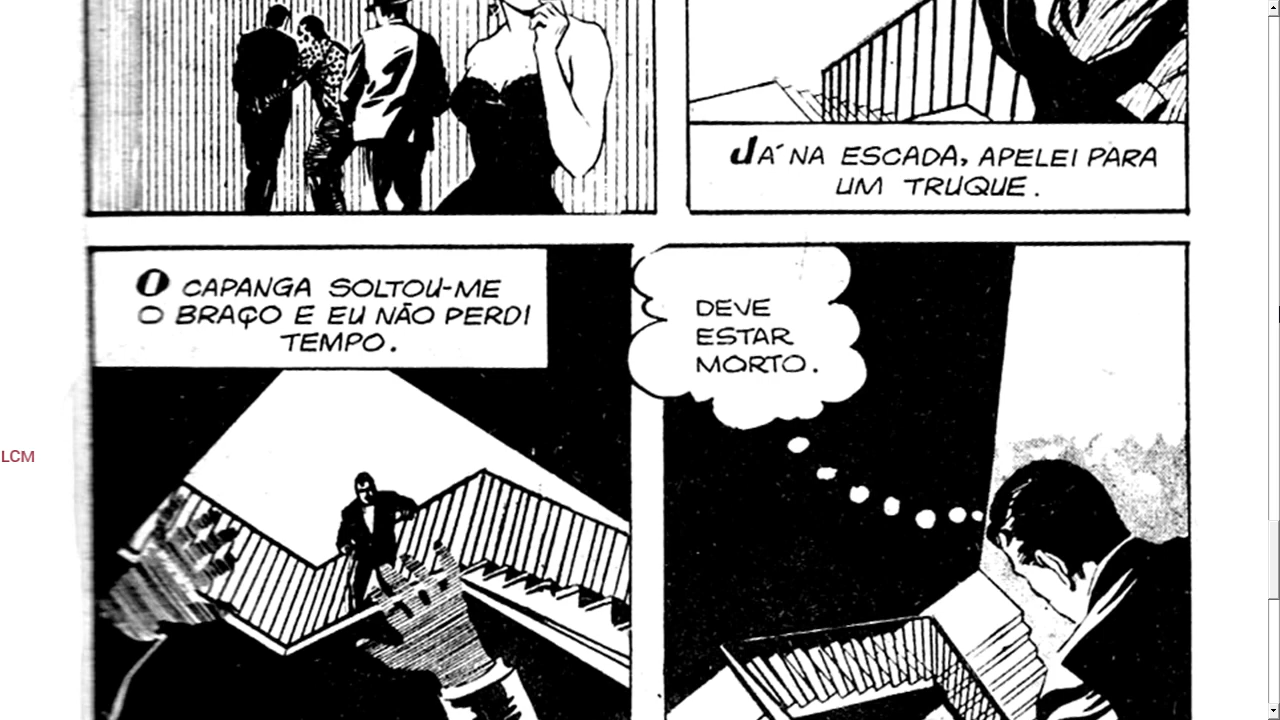 JÁ NA ESCADA, APELEI PARA
UM TRUQUE.
O CAPANGA SOLTOU-ME
O BRAÇO E EU NÃO PERDI
TEMPO.
DEVE
ESTAR
MORTO.
LCM